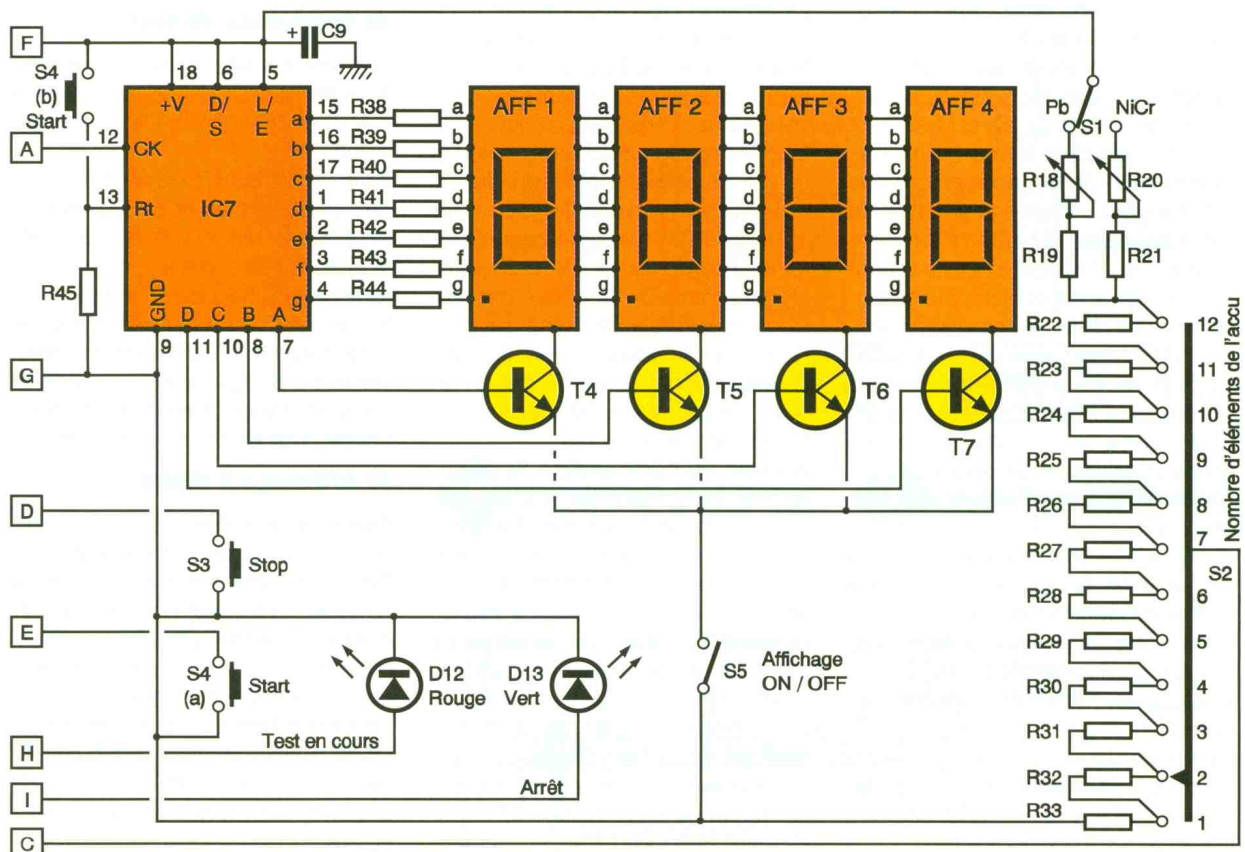 F
S4
(b)
Start
A
+ C9
18
6
5
+V
D/
S
L/
E
12
CK
13
Rt
IC7
R45
15 R38
16 R39
17 R40
1 R41
2 R42
3 R43
4 R44
a
b
c
d
e
f
g
GND
D
C
B
A
9
11
10
8
7
AFF 1
AFF 2
AFF 3
AFF 4
a
b
c
d
e
f
g
a
b
c
d
e
f
g
a
b
c
d
e
f
g
a
b
c
d
e
f
g
T4
T5
T6
T7
Pb
NiCr
S1
R18
R20
R19
R21
G
D
S3
Stop
E
S4
(a)
Start
D12
Rouge
D13
Vert
S5
Affichage
ON / OFF
H
Test en cours
I
Arrêt
C
R22
R23
R24
R25
R26
R27
R28
R29
R30
R31
R32
R33
12
11
10
9
8
7
6
5
4
3
2
1
S2
Nombre d'éléments de l'accu